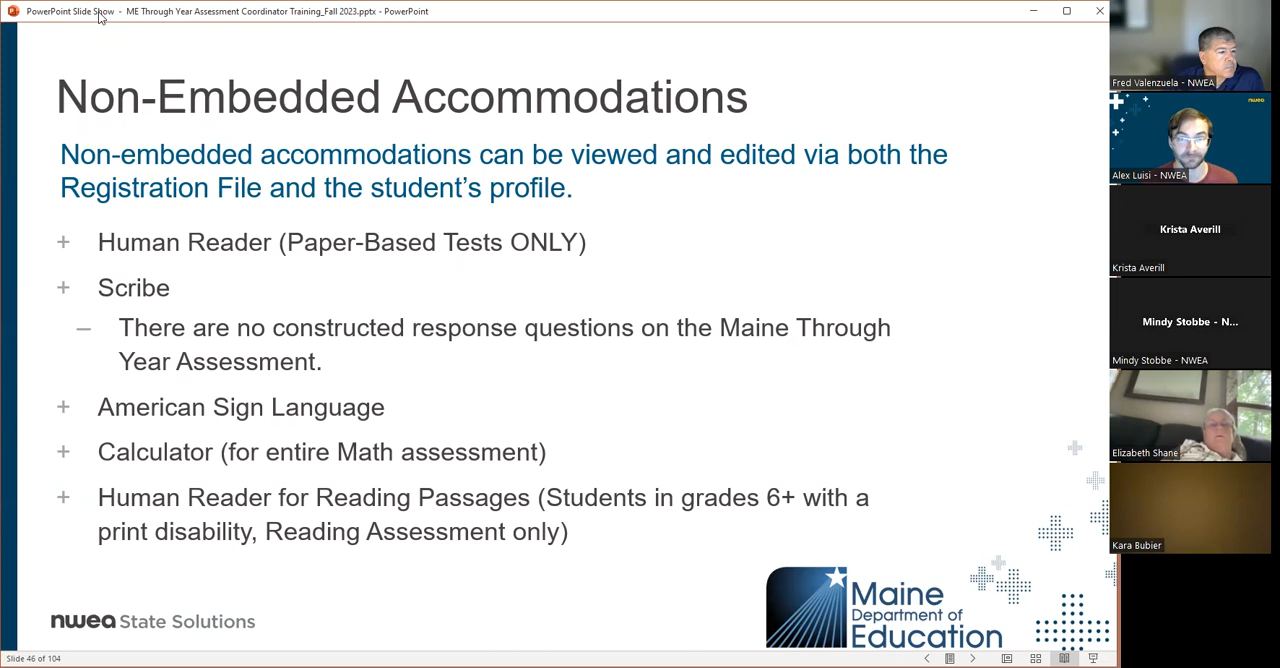 PowerPoint Slide Show - ME Through Year Assessment Coordinator Training_Fall 2023.pptx - PowerPoint
Non-Embedded Accommodations
Non-embedded accommodations can be viewed and edited via both the
Registration File and the student's profile.
+ Human Reader (Paper-Based Tests ONLY)
+ Scribe
– There are no constructed response questions on the Maine Through
Year Assessment.
+ American Sign Language
+ Calculator (for entire Math assessment)
+ Human Reader for Reading Passages (Students in grades 6+ with a
print disability, Reading Assessment only)
nwea State Solutions
Maine
Department of
Education
Slide 46 of 104
Fred Valenzuela - NWEA
nwea
Alex Luisi - NWEA
Krista Averill
Krista Averill
Mindy Stobbe - N...
Mindy Stobbe - NWEA
Elizabeth Shane
Kara Bubier